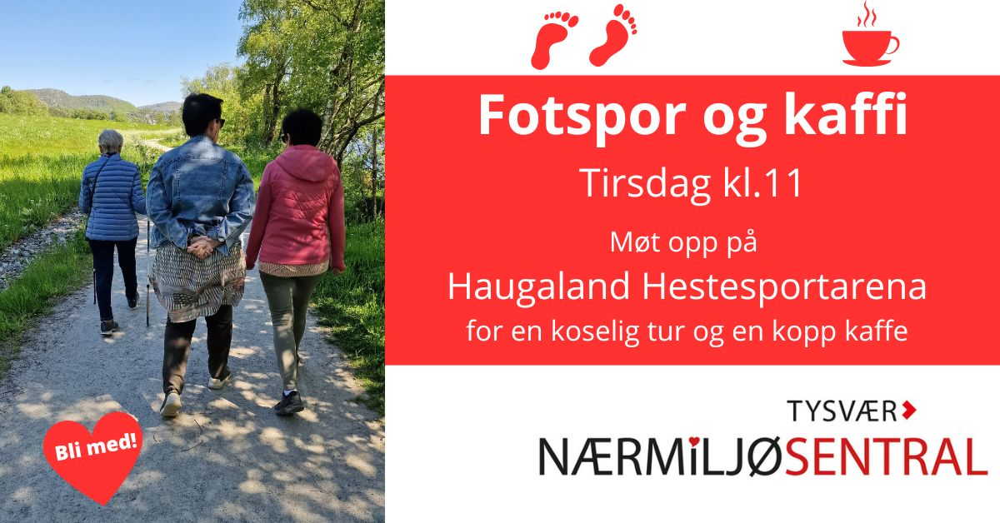 Fotspor og kaffi
Tirsdag kl.11
Møt opp på
Haugaland Hestesportarena
for en koselig tur og en kopp kaffe
Bli med!
TYSVÆR
NÆRMiLJØSENTRAL